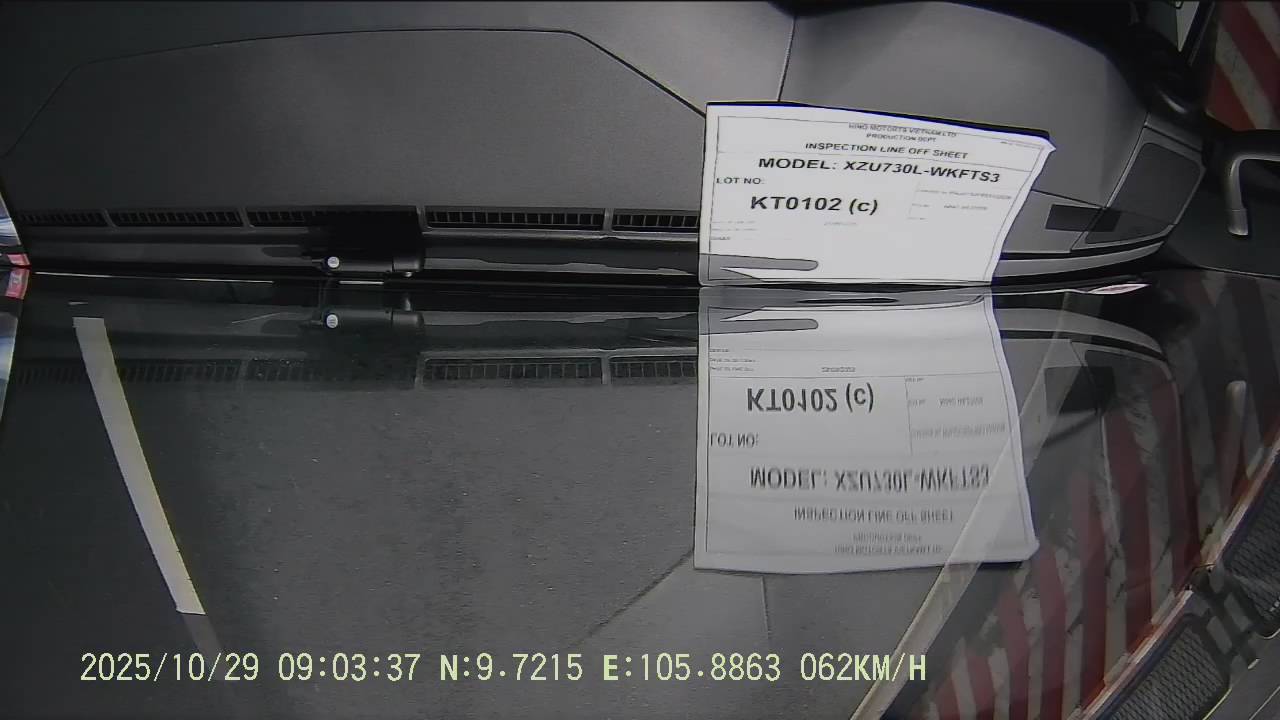 HINO MOTORS VIETNAM LTD
PRODUCTION DEPT
INSPECTION LINE OFF SHEET
MODEL: XZU730L-WKFTS3
LOT NO:
KT0102 (c)
2025/10/29 09:03:37 N:9.7215 E:105.8863 062KM/H